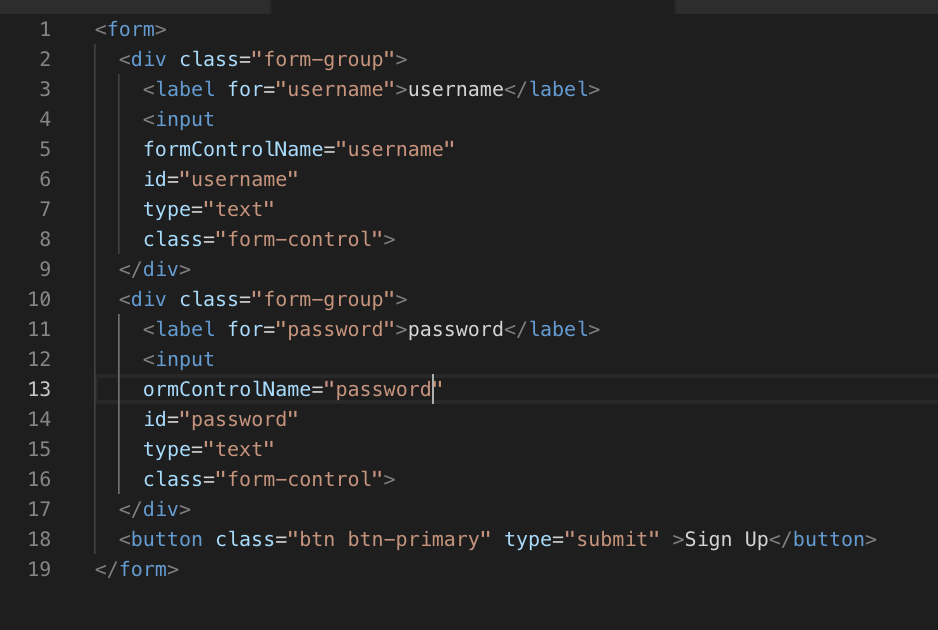 1 <form>
2 <div class="form-group">
3 <label for="username">username</label>
4 <input
5 formControlName="username"
6 id="username"
7 type="text"
8 class="form-control">
9 </div>
10 <div class="form-group">
11 <label for="password">password</label>
12 <input
13 ormControlName="password"
14 id="password"
15 type="text"
16 class="form-control">
17 </div>
18 <button class="btn btn-primary" type="submit" >Sign Up</button>
19 </form>